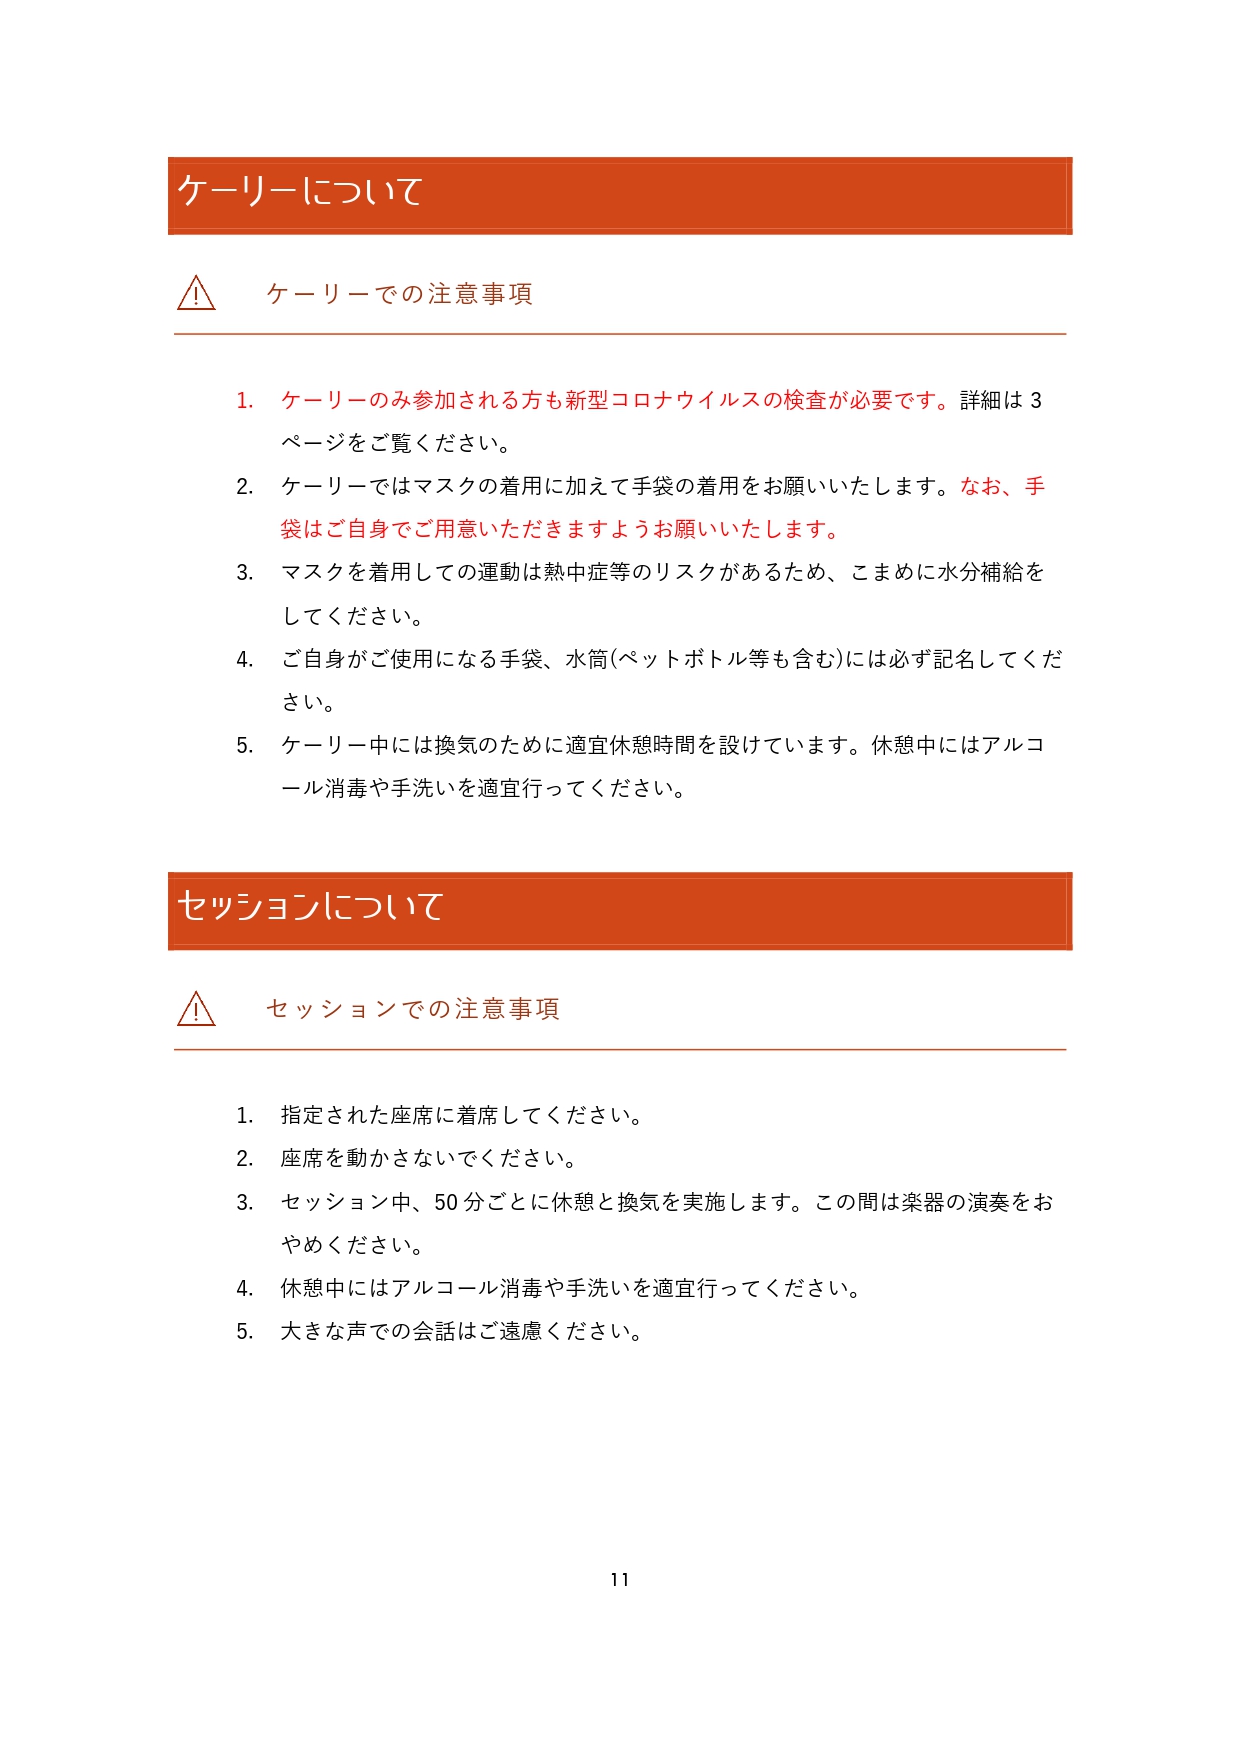 ケーリーについて
ケーリーでの注意事項
1. ケーリーのみ参加される方も新型コロナウイルスの検査が必要です。詳細は 3
ページをご覧ください。
2. ケーリーではマスクの着用に加えて手袋の着用をお願いいたします。なお、手
袋はご自身でご用意いただきますようお願いいたします。
3. マスクを着用しての運動は熱中症等のリスクがあるため、こまめに水分補給を
してください。
4. ご自身がご使用になる手袋、水筒(ペットボトル等も含む)には必ず記名してくだ
さい。
5. ケーリー中には換気のために適宜休憩時間を設けています。休憩中にはアルコ
ール消毒や手洗いを適宜行ってください。
セッションについて
セッションでの注意事項
1. 指定された座席に着席してください。
2. 座席を動かさないでください。
3. セッション中、50 分ごとに休憩と換気を実施します。この間は楽器の演奏をお
やめください。
4. 休憩中にはアルコール消毒や手洗いを適宜行ってください。
5. 大きな声での会話はご遠慮ください。
11